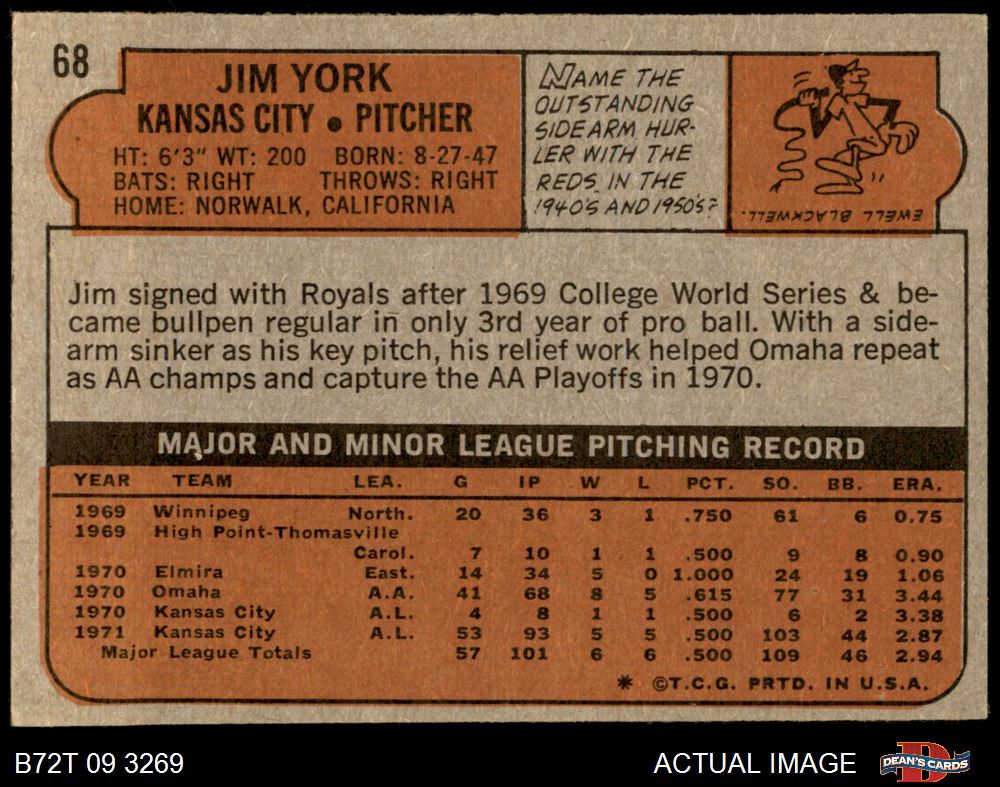 68
JIM YORK
KANSAS CITY • PITCHER
HT: 6'3" WT: 200 BORN: 8-27-47
BATS: RIGHT THROWS: RIGHT
HOME: NORWALK, CALIFORNIA
NAME THE
OUTSTANDING
SIDEARM HUR-
LER WITH THE
REDS IN THE
1940'S AND 1950'S?
EWELL BLACKWELL.
Jim signed with Royals after 1969 College World Series & be-
came bullpen regular in only 3rd year of pro ball. With a side-
arm sinker as his key pitch, his relief work helped Omaha repeat
as AA champs and capture the AA Playoffs in 1970.
MAJOR AND MINOR LEAGUE PITCHING RECORD
YEAR TEAM LEA. G IP W L PCT. SO. BB. ERA.
1969 Winnipeg North. 20 36 3 1 .750 61 6 0.75
1969 High Point-Thomasville
Carol. 7 10 1 1 .500 9 8 0.90
1970 Elmira East. 14 34 5 0 1.000 24 19 1.06
1970 Omaha A.A. 41 68 8 5 .615 77 31 3.44
1970 Kansas City A.L. 4 8 1 1 .500 6 2 3.38
1971 Kansas City A.L. 53 93 5 5 .500 103 44 2.87
Major League Totals 57 101 6 6 .500 109 46 2.94
* ©T.C.G. PRTD. IN U.S.A.
B72T 09 3269
ACTUAL IMAGE
D
DEAN'S CARDS